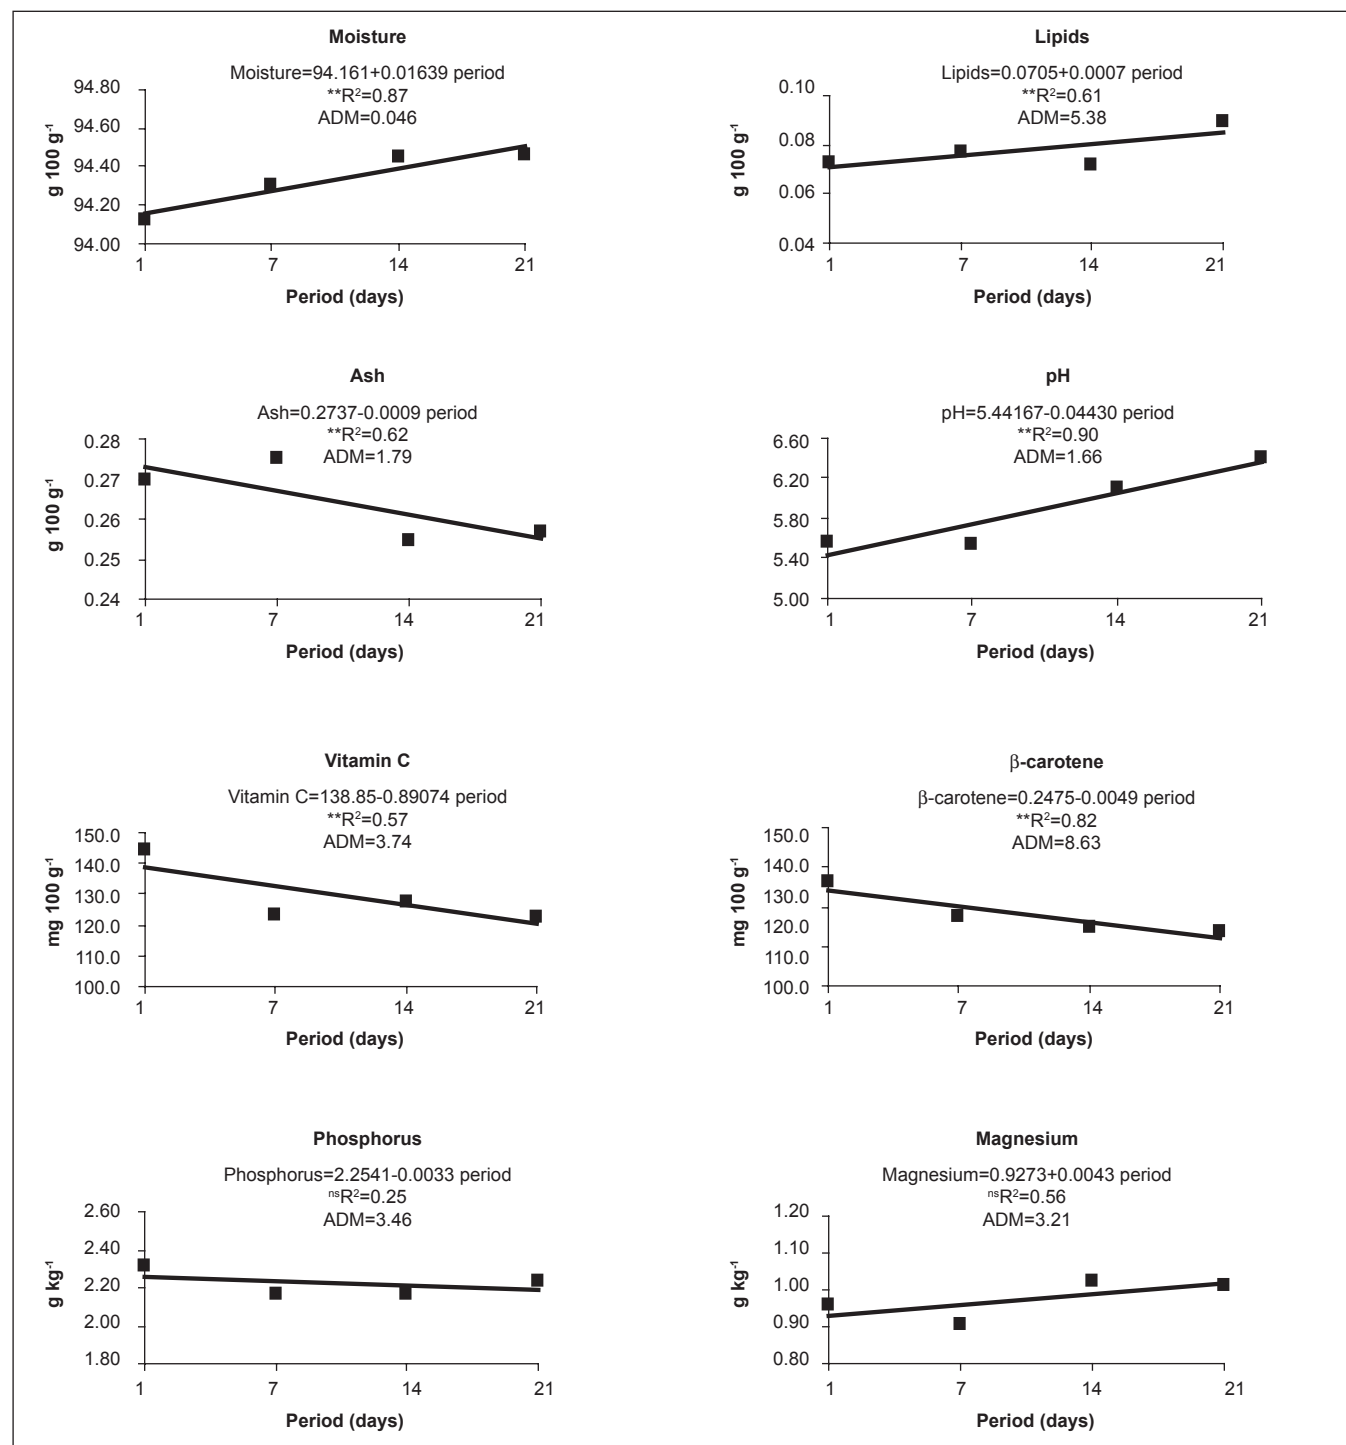 Moisture
Moisture=94.161+0.01639 period
**R²=0.87
ADM=0.046
94.80
94.60
94.40
94.20
94.00
g 100 g⁻¹
1 7 14 21
Period (days)
Lipids
Lipids=0.0705+0.0007 period
**R²=0.61
ADM=5.38
0.10
0.08
0.06
0.04
g 100 g⁻¹
1 7 14 21
Period (days)
Ash
Ash=0.2737-0.0009 period
**R²=0.62
ADM=1.79
0.28
0.27
0.26
0.25
0.24
g 100 g⁻¹
1 7 14 21
Period (days)
pH
pH=5.44167-0.04430 period
**R²=0.90
ADM=1.66
6.60
6.20
5.80
5.40
5.00
1 7 14 21
Period (days)
Vitamin C
Vitamin C=138.85-0.89074 period
**R²=0.57
ADM=3.74
150.0
140.0
130.0
120.0
110.0
100.0
mg 100 g⁻¹
1 7 14 21
Period (days)
β-carotene
β-carotene=0.2475-0.0049 period
**R²=0.82
ADM=8.63
150.0
140.0
130.0
120.0
110.0
100.0
mg 100 g⁻¹
1 7 14 21
Period (days)
Phosphorus
Phosphorus=2.2541-0.0033 period
ⁿˢR²=0.25
ADM=3.46
2.60
2.40
2.20
2.00
1.80
g kg⁻¹
1 7 14 21
Period (days)
Magnesium
Magnesium=0.9273+0.0043 period
ⁿˢR²=0.56
ADM=3.21
1.20
1.10
1.00
0.90
0.80
g kg⁻¹
1 7 14 21
Period (days)